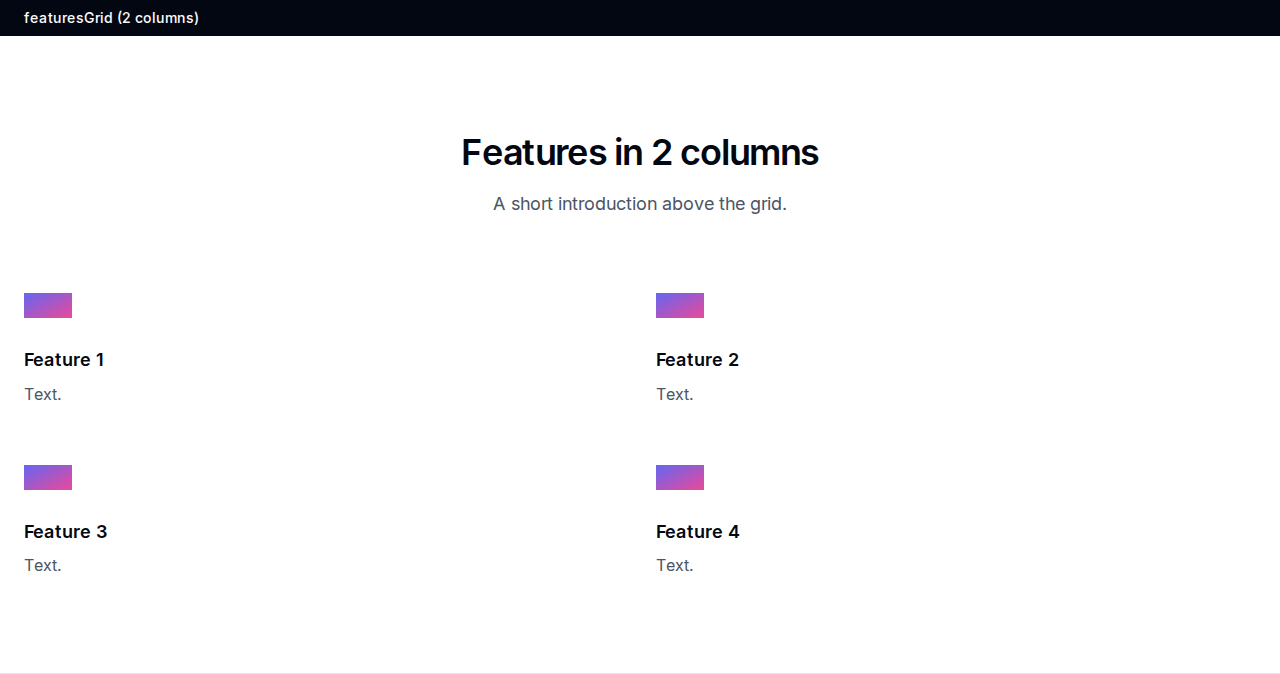 featuresGrid (2 columns)
Features in 2 columns
A short introduction above the grid.
Feature 1
Text.
Feature 2
Text.
Feature 3
Text.
Feature 4
Text.